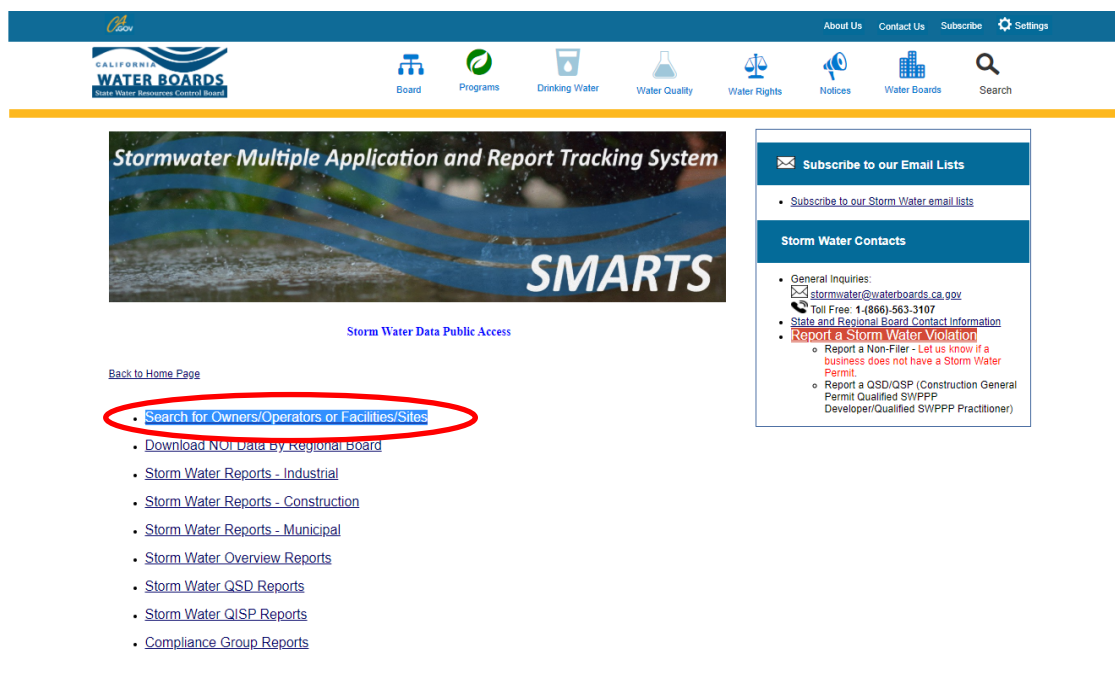 CA.GOV
About Us
Contact Us
Subscribe
Settings
CALIFORNIA
WATER BOARDS
State Water Resources Control Board
Board
Programs
Drinking Water
Water Quality
Water Rights
Notices
Water Boards
Search
Stormwater Multiple Application and Report Tracking System
SMARTS
Storm Water Data Public Access
Back to Home Page
Search for Owners/Operators or Facilities/Sites
Download NOI Data By Regional Board
Storm Water Reports - Industrial
Storm Water Reports - Construction
Storm Water Reports - Municipal
Storm Water Overview Reports
Storm Water QSD Reports
Storm Water QISP Reports
Compliance Group Reports
Subscribe to our Email Lists
Subscribe to our Storm Water email lists
Storm Water Contacts
General Inquiries:
stormwater@waterboards.ca.gov
Toll Free: 1-(866)-563-3107
State and Regional Board Contact Information
Report a Storm Water Violation
Report a Non-Filer - Let us know if a
business does not have a Storm Water
Permit.
Report a QSD/QSP (Construction General
Permit Qualified SWPPP
Developer/Qualified SWPPP Practitioner)